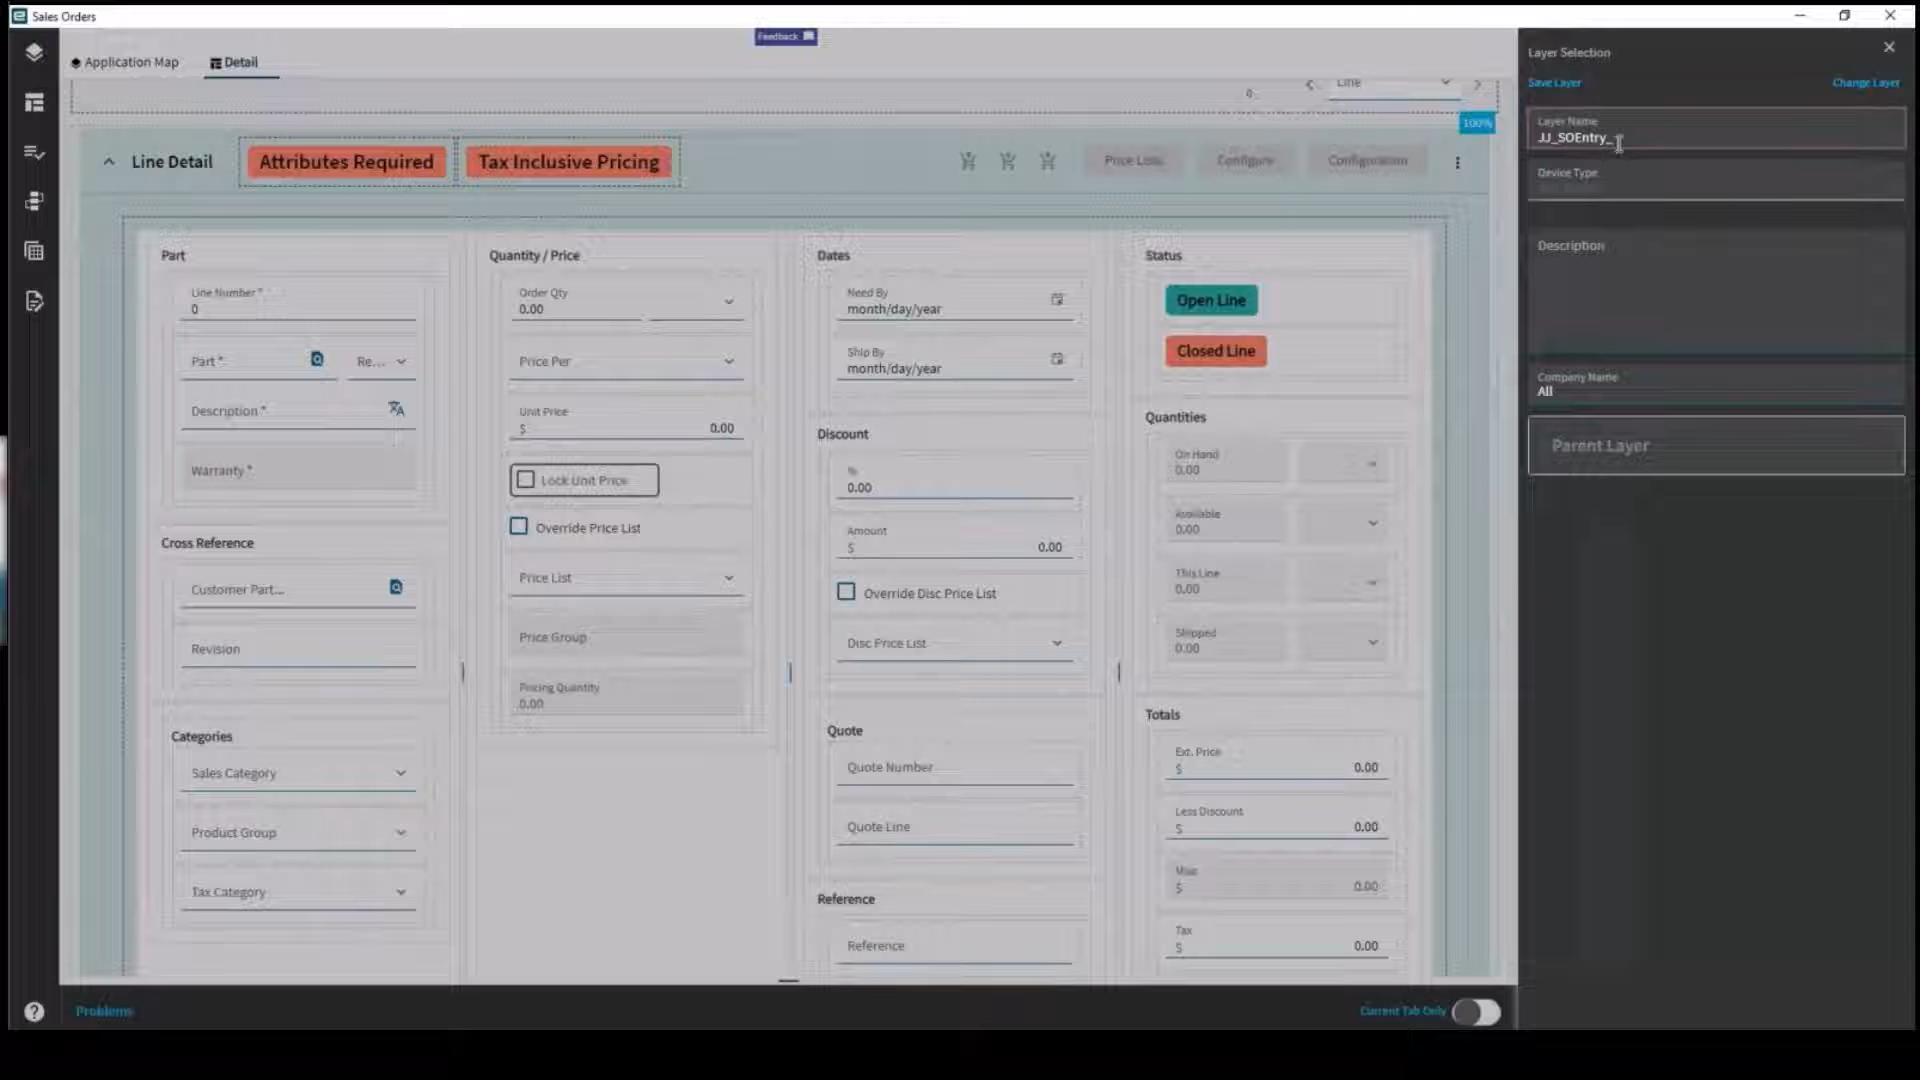 Sales Orders
Feedback
Application Map
Detail
Line
0
100%
Line Detail
Attributes Required
Tax Inclusive Pricing
Price Lists
Configure
Configuration
Part
Line Number *
0
Part *
Re...
Description *
Warranty *
Cross Reference
Customer Part...
Revision
Categories
Sales Category
Product Group
Tax Category
Quantity / Price
Order Qty
0.00
Price Per
Unit Price
$ 0.00
Lock Unit Price
Override Price List
Price List
Price Group
Pricing Quantity
0.00
Dates
Need By
month/day/year
Ship By
month/day/year
Discount
%
0.00
Amount
$ 0.00
Override Disc Price List
Disc Price List
Quote
Quote Number
Quote Line
Reference
Reference
Status
Open Line
Closed Line
Quantities
On Hand
0.00
Available
0.00
This Line
0.00
Shipped
0.00
Totals
Ext. Price
$ 0.00
Less Discount
$ 0.00
Misc
$ 0.00
Tax
$ 0.00
Problems
Current Tab Only
Layer Selection
Save Layer
Change Layer
Layer Name
JJ_SOEntry_
Device Type
Description
Company Name
All
Parent Layer